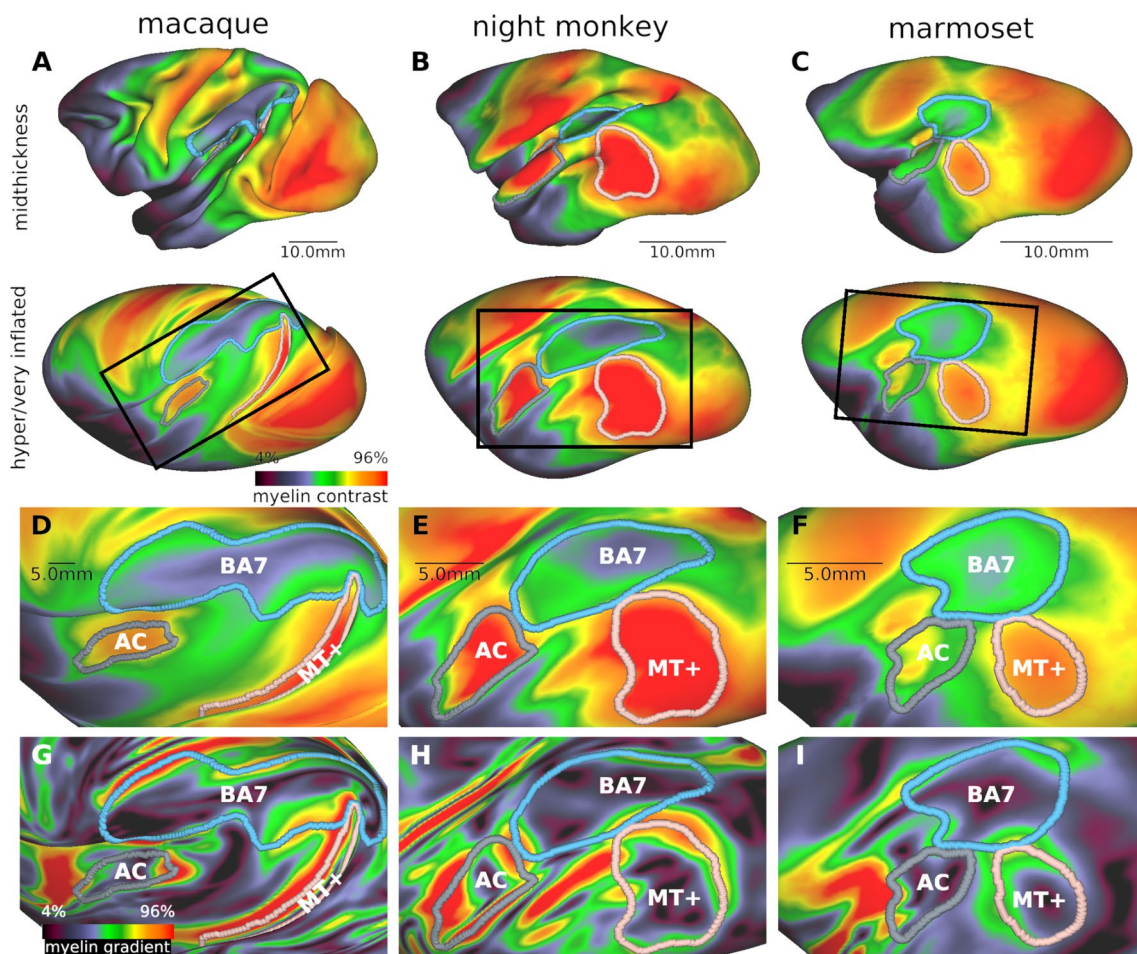 macaque
night monkey
marmoset
A
B
C
midthickness
10.0mm
10.0mm
10.0mm
hyper/very inflated
4%
96%
myelin contrast
D
E
F
5.0mm
5.0mm
5.0mm
BA7
BA7
BA7
AC
AC
AC
MT+
MT+
MT+
G
H
I
BA7
BA7
BA7
AC
AC
AC
MT+
MT+
MT+
4%
96%
myelin gradient